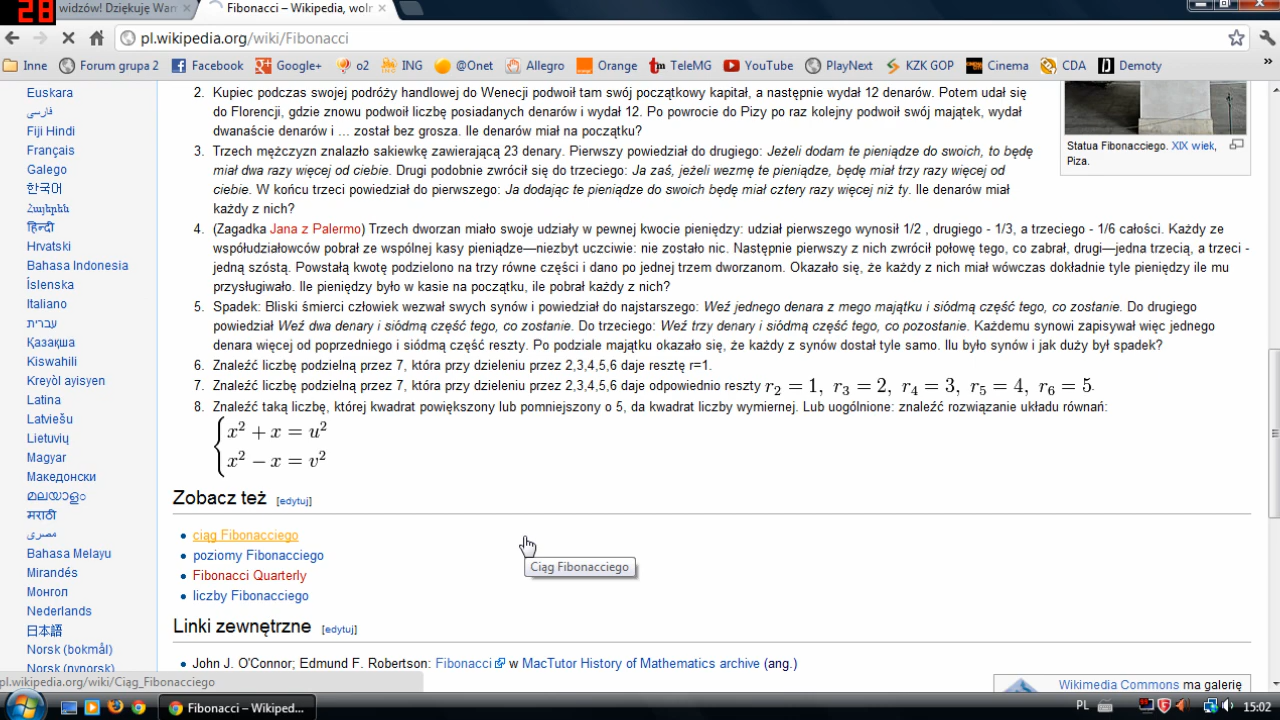 28
widzów! Dziękuję Wam
Fibonacci – Wikipedia, woln
pl.wikipedia.org/wiki/Fibonacci
Inne Forum grupa 2 Facebook Google+ o2 ING @Onet Allegro Orange TeleMG YouTube PlayNext KZK GOP Cinema CDA Demoty »
Euskara
فارسی
Fiji Hindi
Français
Galego
한국어
Հայերեն
हिन्दी
Hrvatski
Bahasa Indonesia
Íslenska
Italiano
עברית
Қазақша
Kiswahili
Kreyòl ayisyen
Latina
Latviešu
Lietuvių
Magyar
Македонски
മലയാളം
मराठी
مصرى
Bahasa Melayu
Mirandés
Монгол
Nederlands
日本語
Norsk (bokmål)
Norsk (nynorsk)
2. Kupiec podczas swojej podróży handlowej do Wenecji podwoił tam swój początkowy kapitał, a następnie wydał 12 denarów. Potem udał się
do Florencji, gdzie znowu podwoił liczbę posiadanych denarów i wydał 12. Po powrocie do Pizy po raz kolejny podwoił swój majątek, wydał
dwanaście denarów i ... został bez grosza. Ile denarów miał na początku?
3. Trzech mężczyzn znalazło sakiewkę zawierającą 23 denary. Pierwszy powiedział do drugiego: Jeżeli dodam te pieniądze do swoich, to będę
miał dwa razy więcej od ciebie. Drugi podobnie zwrócił się do trzeciego: Ja zaś, jeżeli wezmę te pieniądze, będę miał trzy razy więcej od
ciebie. W końcu trzeci powiedział do pierwszego: Ja dodając te pieniądze do swoich będę miał cztery razy więcej niż ty. Ile denarów miał
każdy z nich?
4. (Zagadka Jana z Palermo) Trzech dworzan miało swoje udziały w pewnej kwocie pieniędzy: udział pierwszego wynosił 1/2 , drugiego - 1/3, a trzeciego - 1/6 całości. Każdy ze
współudziałowców pobrał ze wspólnej kasy pieniądze—niezbyt uczciwie: nie zostało nic. Następnie pierwszy z nich zwrócił połowę tego, co zabrał, drugi—jedna trzecią, a trzeci -
jedną szóstą. Powstałą kwotę podzielono na trzy równe części i dano po jednej trzem dworzanom. Okazało się, że każdy z nich miał wówczas dokładnie tyle pieniędzy ile mu
przysługiwało. Ile pieniędzy było w kasie na początku, ile pobrał każdy z nich?
5. Spadek: Bliski śmierci człowiek wezwał swych synów i powiedział do najstarszego: Weź jednego denara z mego majątku i siódmą część tego, co zostanie. Do drugiego
powiedział Weź dwa denary i siódmą część tego, co zostanie. Do trzeciego: Weź trzy denary i siódmą część tego, co pozostanie. Każdemu synowi zapisywał więc jednego
denara więcej od poprzedniego i siódmą część reszty. Po podziale majątku okazało się, że każdy z synów dostał tyle samo. Ilu było synów i jak duży był spadek?
6. Znaleźć liczbę podzielną przez 7, która przy dzieleniu przez 2,3,4,5,6 daje resztę r=1.
7. Znaleźć liczbę podzielną przez 7, która przy dzieleniu przez 2,3,4,5,6 daje odpowiednio reszty r₂ = 1, r₃ = 2, r₄ = 3, r₅ = 4, r₆ = 5.
8. Znaleźć taką liczbę, której kwadrat powiększony lub pomniejszony o 5, da kwadrat liczby wymiernej. Lub uogólnione: znaleźć rozwiązanie układu równań:
x² + x = u²
x² − x = v²
Statua Fibonacciego. XIX wiek,
Piza.
Zobacz też [edytuj]
ciąg Fibonacciego
Ciąg Fibonacciego
poziomy Fibonacciego
Fibonacci Quarterly
liczby Fibonacciego
Linki zewnętrzne [edytuj]
John J. O'Connor; Edmund F. Robertson: Fibonacci w MacTutor History of Mathematics archive (ang.)
Wikimedia Commons ma galerię
pl.wikipedia.org/wiki/Ciąg_Fibonacciego
Fibonacci – Wikiped...
PL
15:02